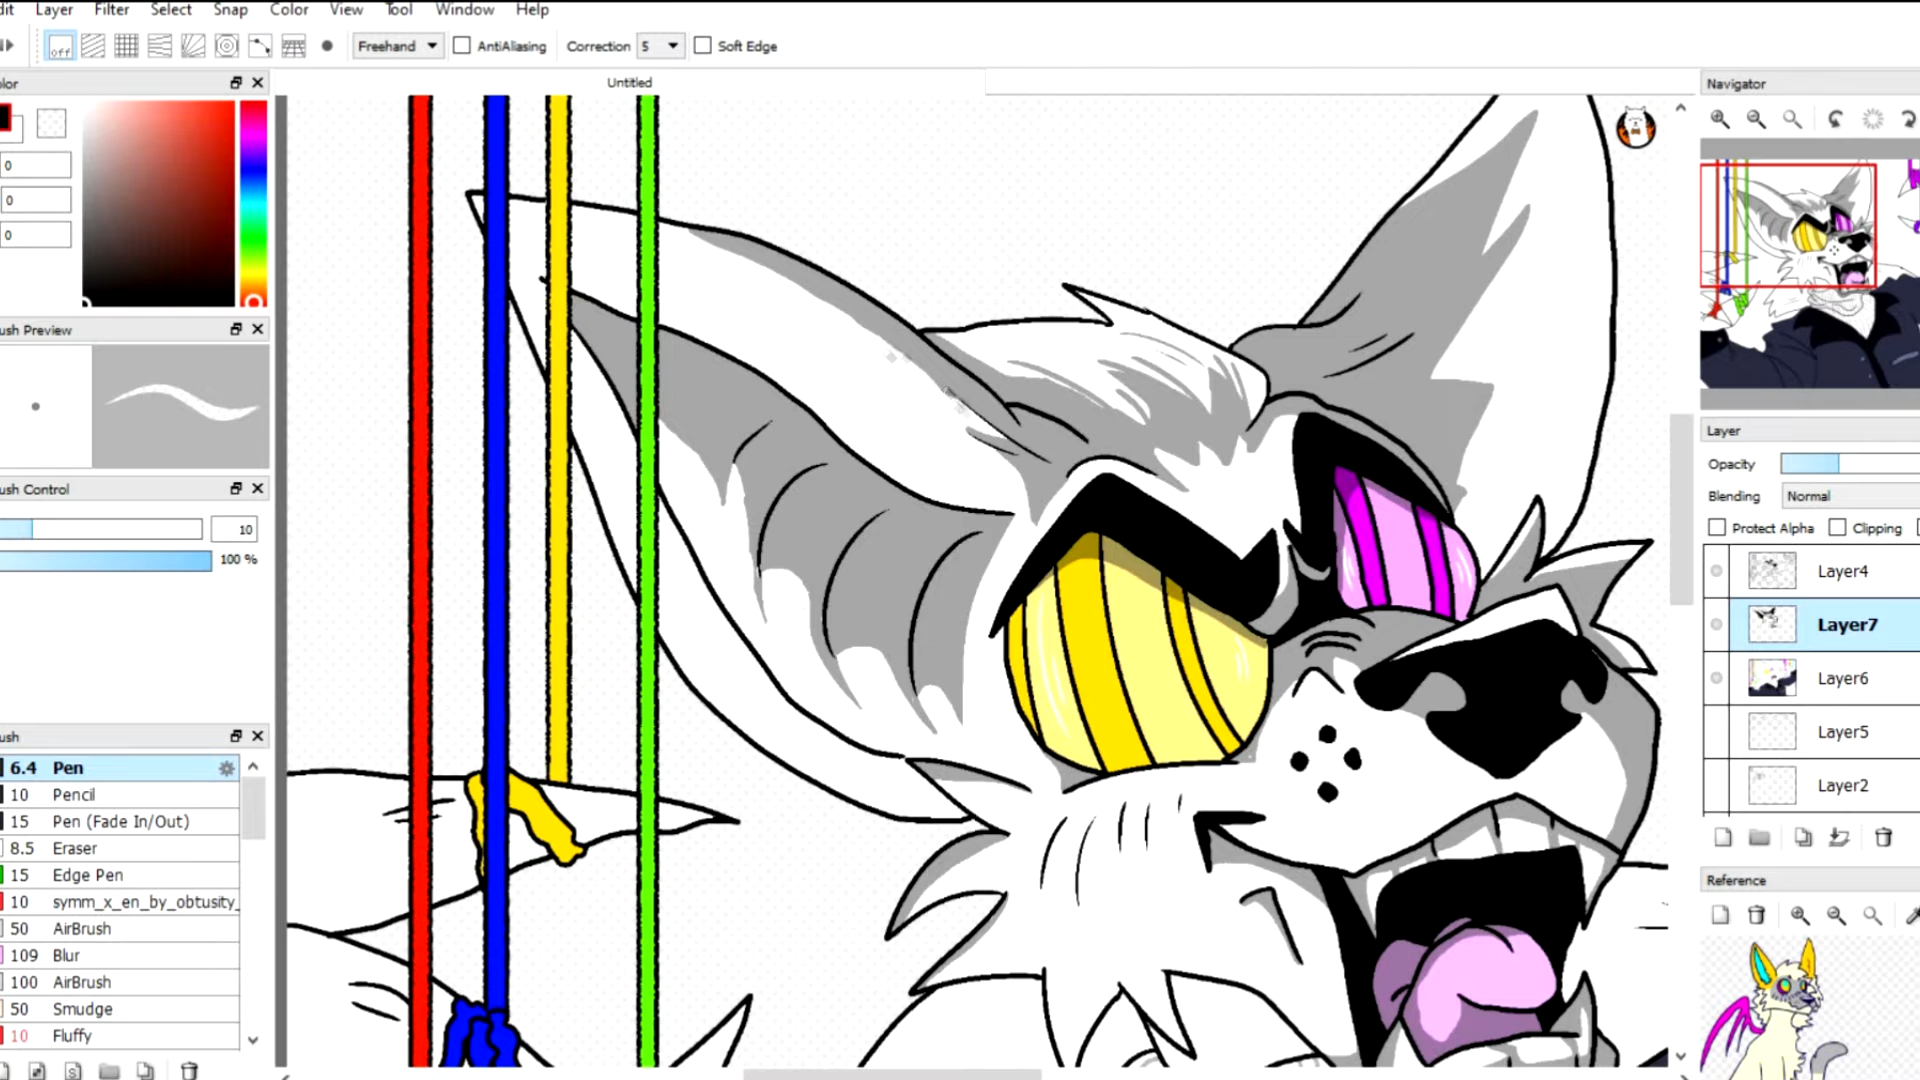 dit Layer Filter Select Snap Color View Tool Window Help
off Freehand AntiAliasing Correction 5 Soft Edge
olor
Untitled
Navigator
0
0
0
ush Preview
Layer
Opacity
ush Control
Blending Normal
10
Protect Alpha Clipping
100 %
Layer4
Layer7
Layer6
Layer5
ush
Layer2
6.4 Pen
10 Pencil
15 Pen (Fade In/Out)
8.5 Eraser
15 Edge Pen
Reference
10 symm_x_en_by_obtusity_
50 AirBrush
109 Blur
100 AirBrush
50 Smudge
10 Fluffy